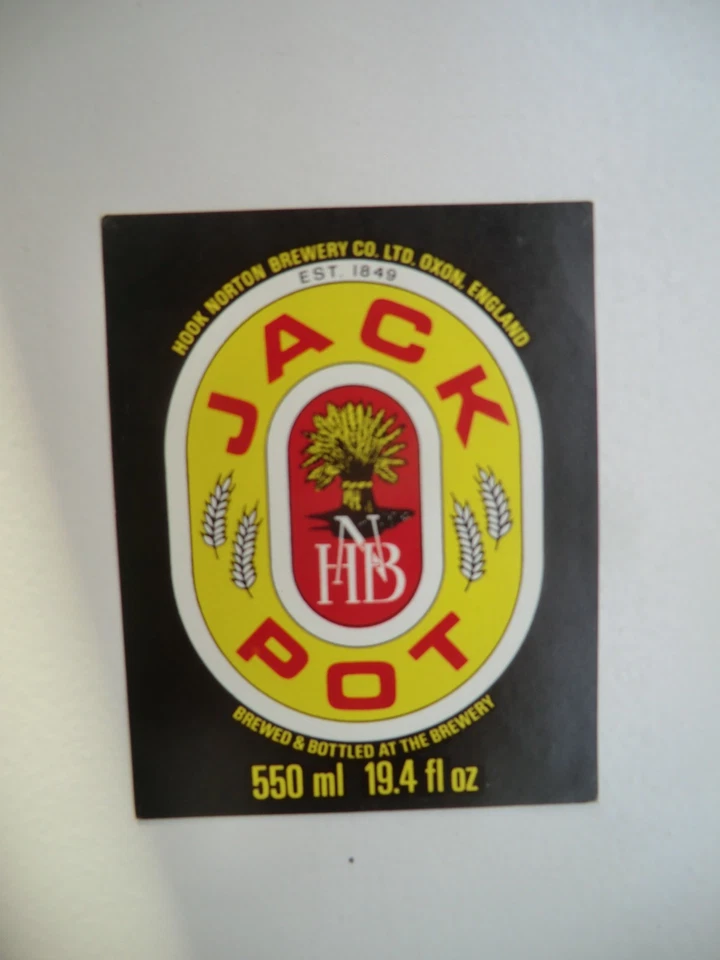 HOOK NORTON BREWERY CO. LTD. OXON, ENGLAND
EST. 1849
JACK
HNB
POT
BREWED & BOTTLED AT THE BREWERY
550 ml 19.4 fl oz